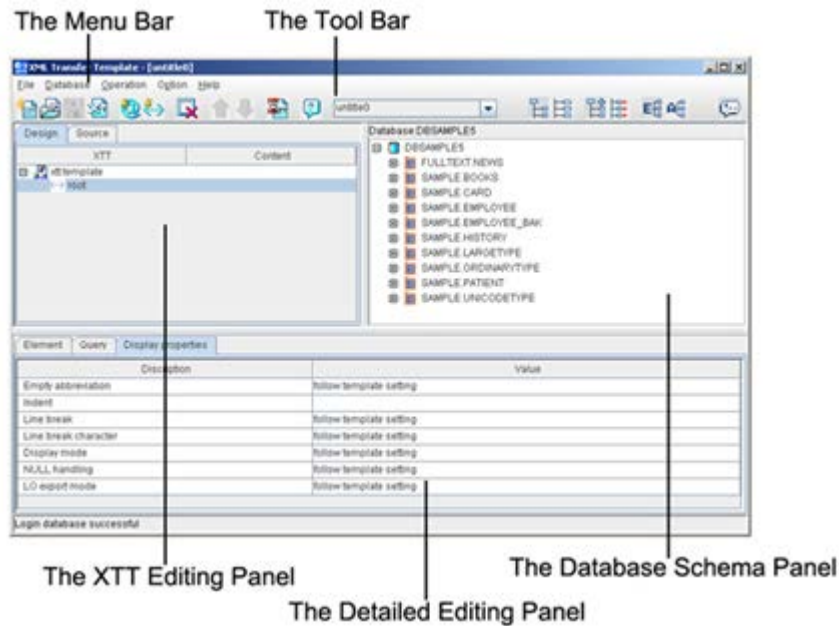 The Menu Bar
The Tool Bar
XML Transfer Template - [untitle0]
File Database Operation Option Help
untitle0
Design Source
XTT Content
xtt:template
root
Database:DBSAMPLE5
DBSAMPLE5
FULLTEXT.NEWS
SAMPLE.BOOKS
SAMPLE.CARD
SAMPLE.EMPLOYEE
SAMPLE.EMPLOYEE_BAK
SAMPLE.HISTORY
SAMPLE.LARGETYPE
SAMPLE.ORDINARYTYPE
SAMPLE.PATIENT
SAMPLE.UNICODETYPE
Element Query Display properties
Discription Value
Empty abbreviation follow template setting
Indent
Line break follow template setting
Line break character follow template setting
Display mode follow template setting
NULL handling follow template setting
LO export mode follow template setting
Login database successful
The XTT Editing Panel
The Database Schema Panel
The Detailed Editing Panel